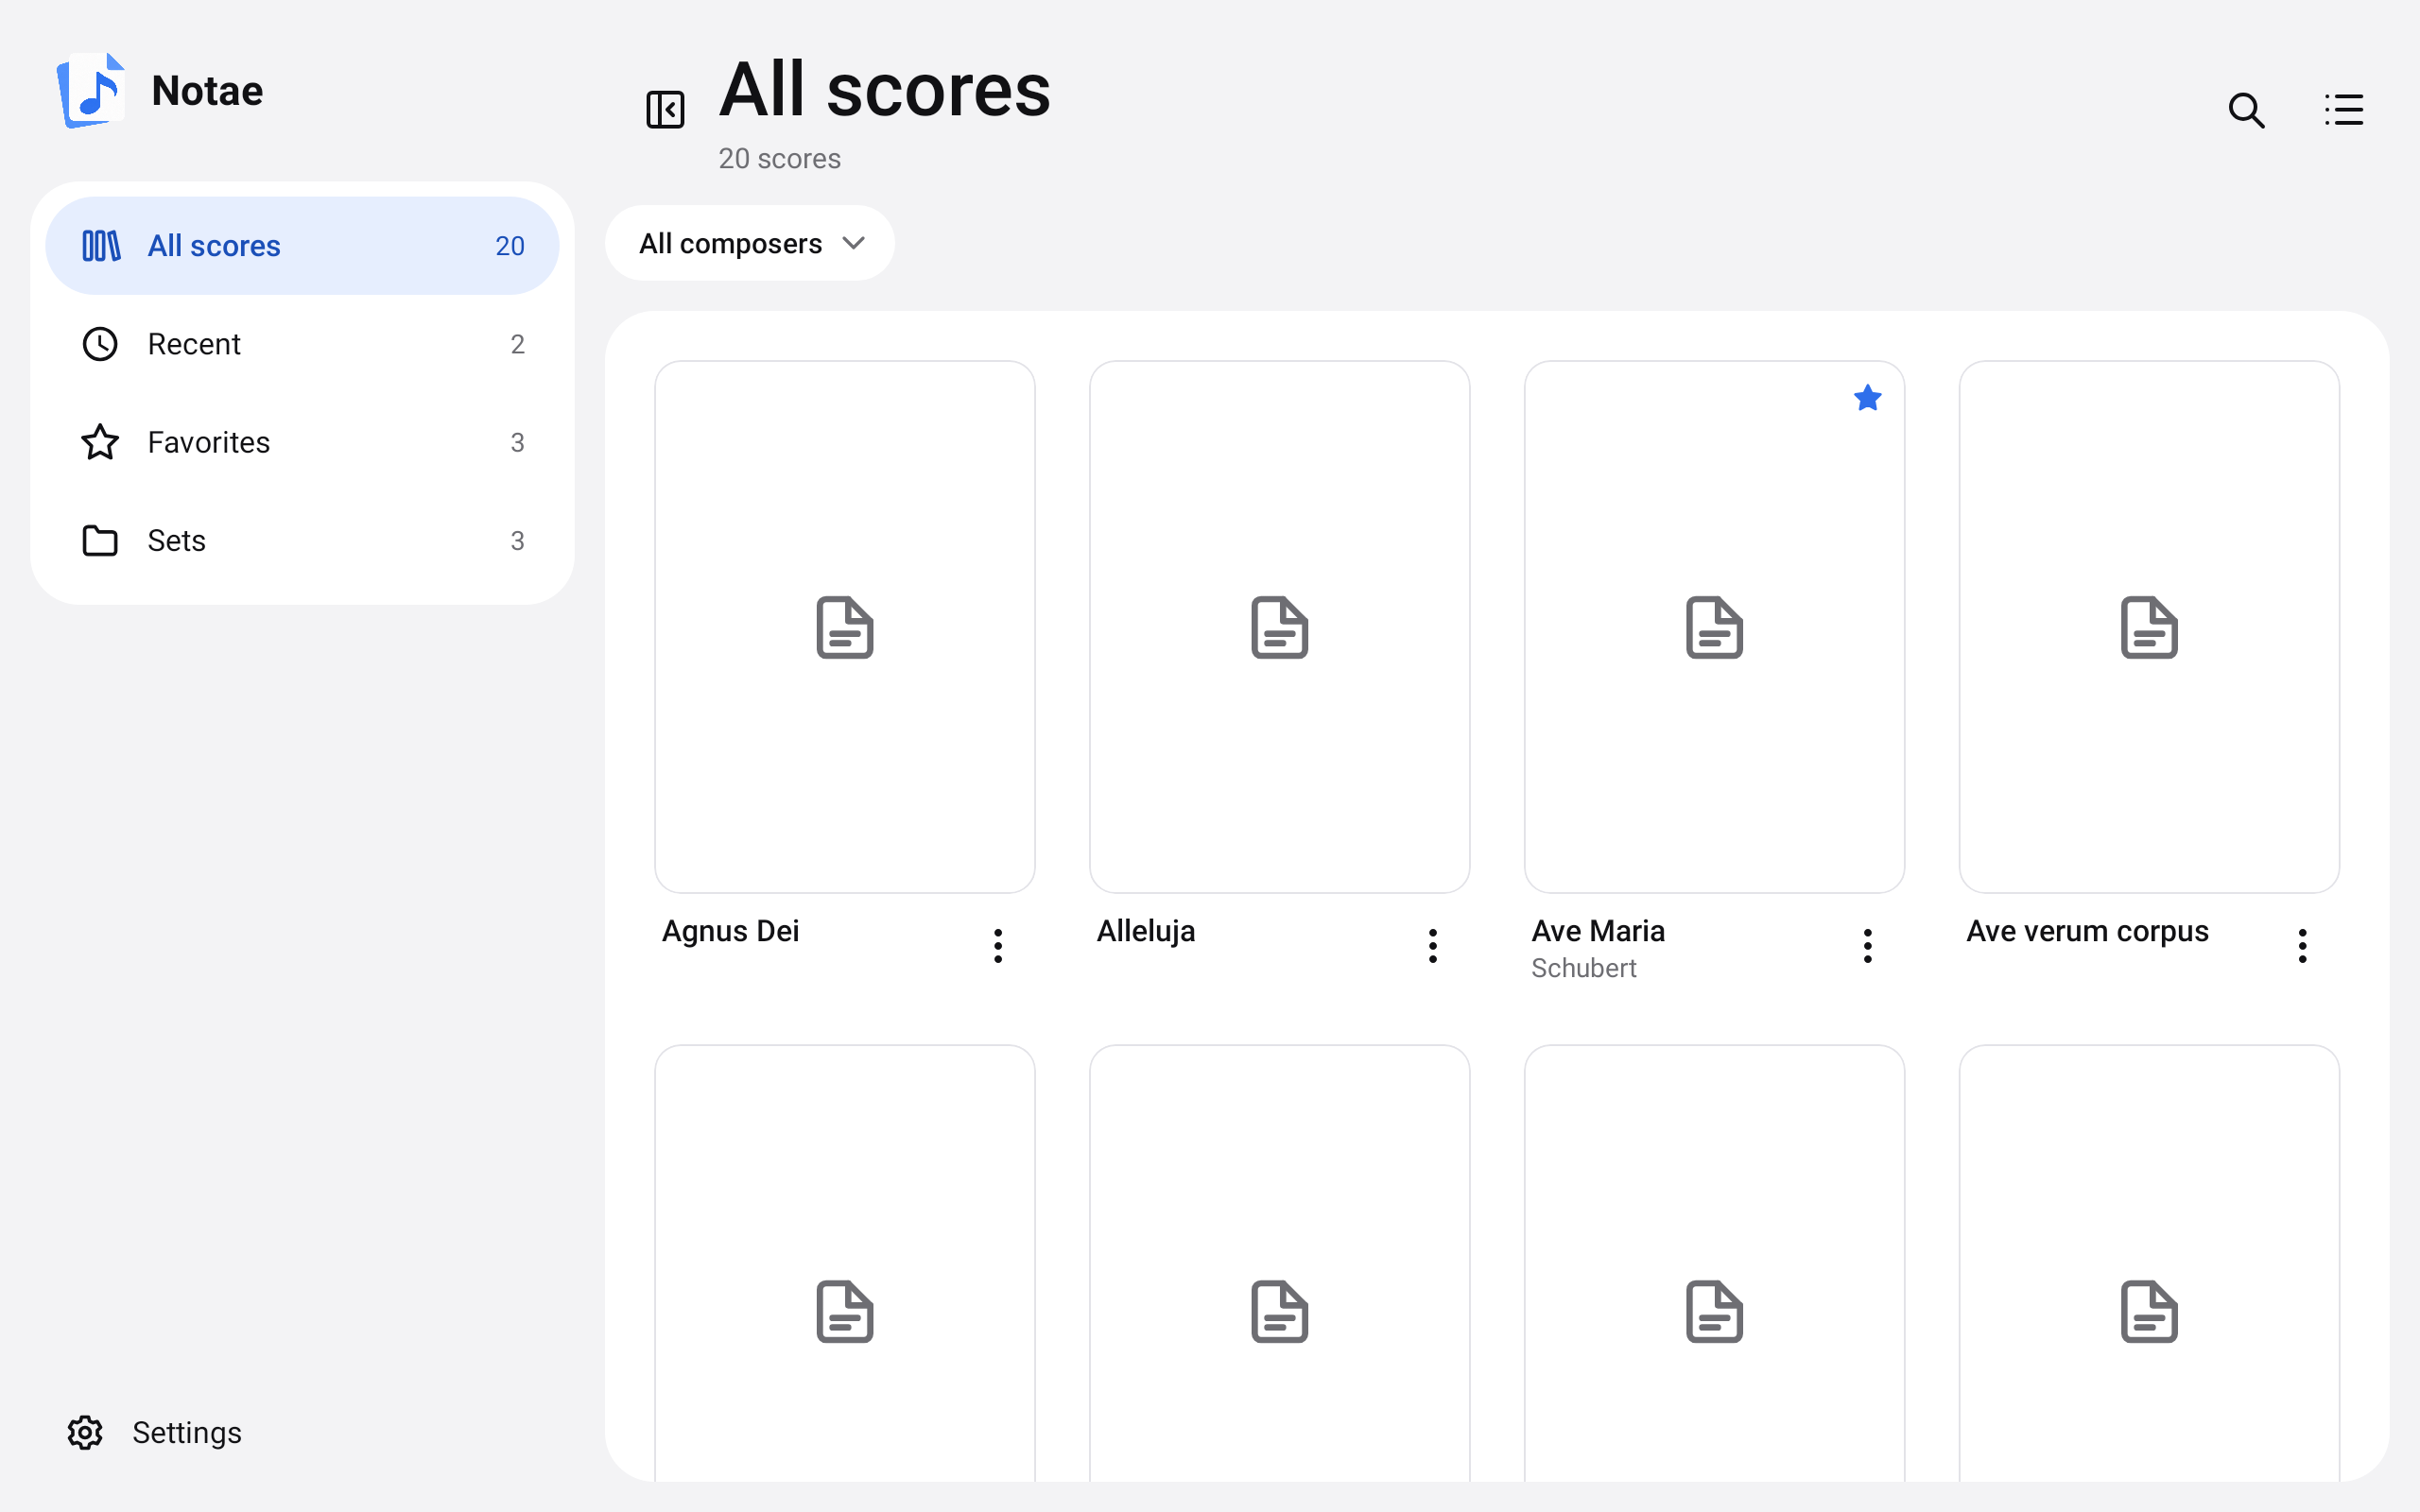 Notae
All scores 20
Recent 2
Favorites 3
Sets 3
Settings
All scores
20 scores
All composers
Agnus Dei
Alleluja
Ave Maria
Schubert
Ave verum corpus